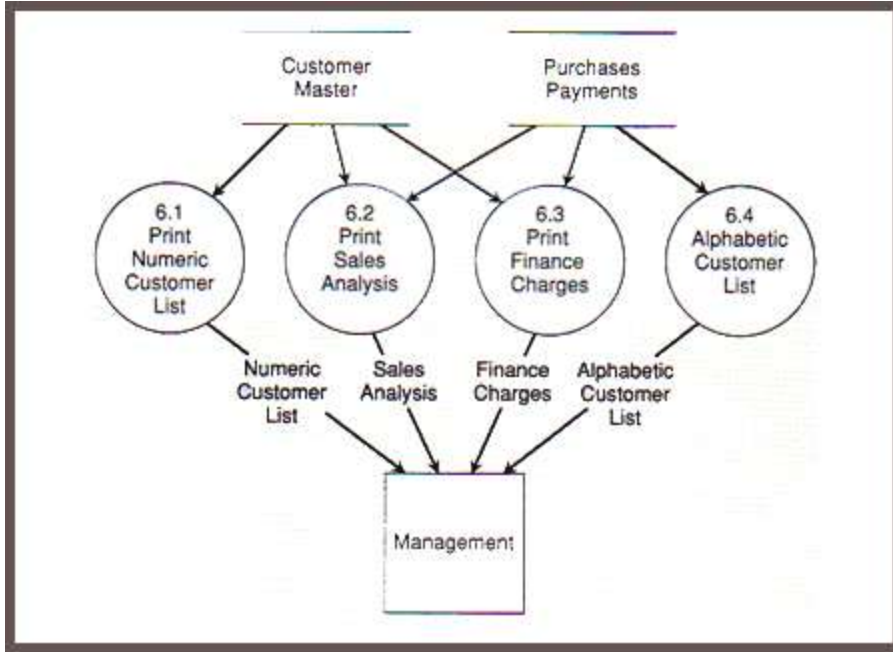 Customer
Master
Purchases
Payments
6.1
Print
Numeric
Customer
List
6.2
Print
Sales
Analysis
6.3
Print
Finance
Charges
6.4
Alphabetic
Customer
List
Numeric
Customer
List
Sales
Analysis
Finance
Charges
Alphabetic
Customer
List
Management